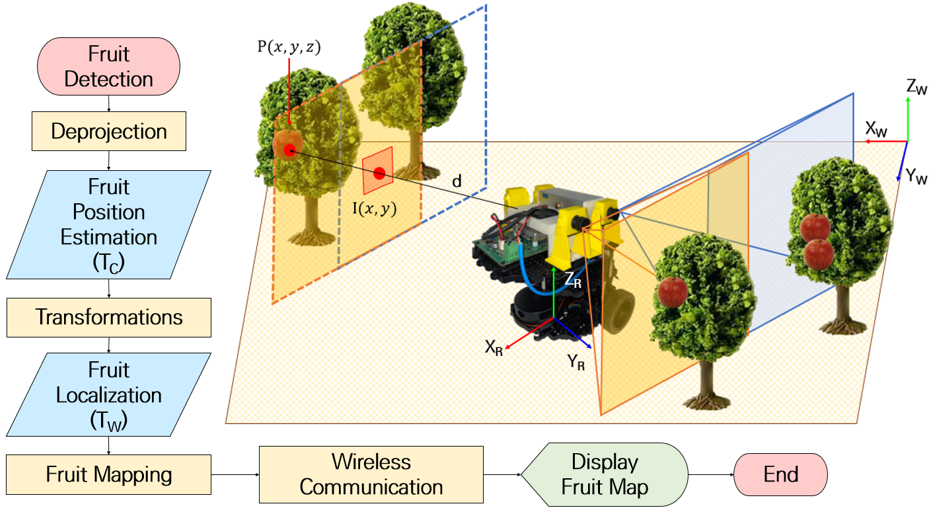 Fruit
Detection
Deprojection
Fruit
Position
Estimation
(T_C)
Transformations
Fruit
Localization
(T_W)
Fruit Mapping
Wireless
Communication
Display
Fruit Map
End
P(x, y, z)
I(x, y)
d
Z_R
X_R
Y_R
Z_W
X_W
Y_W